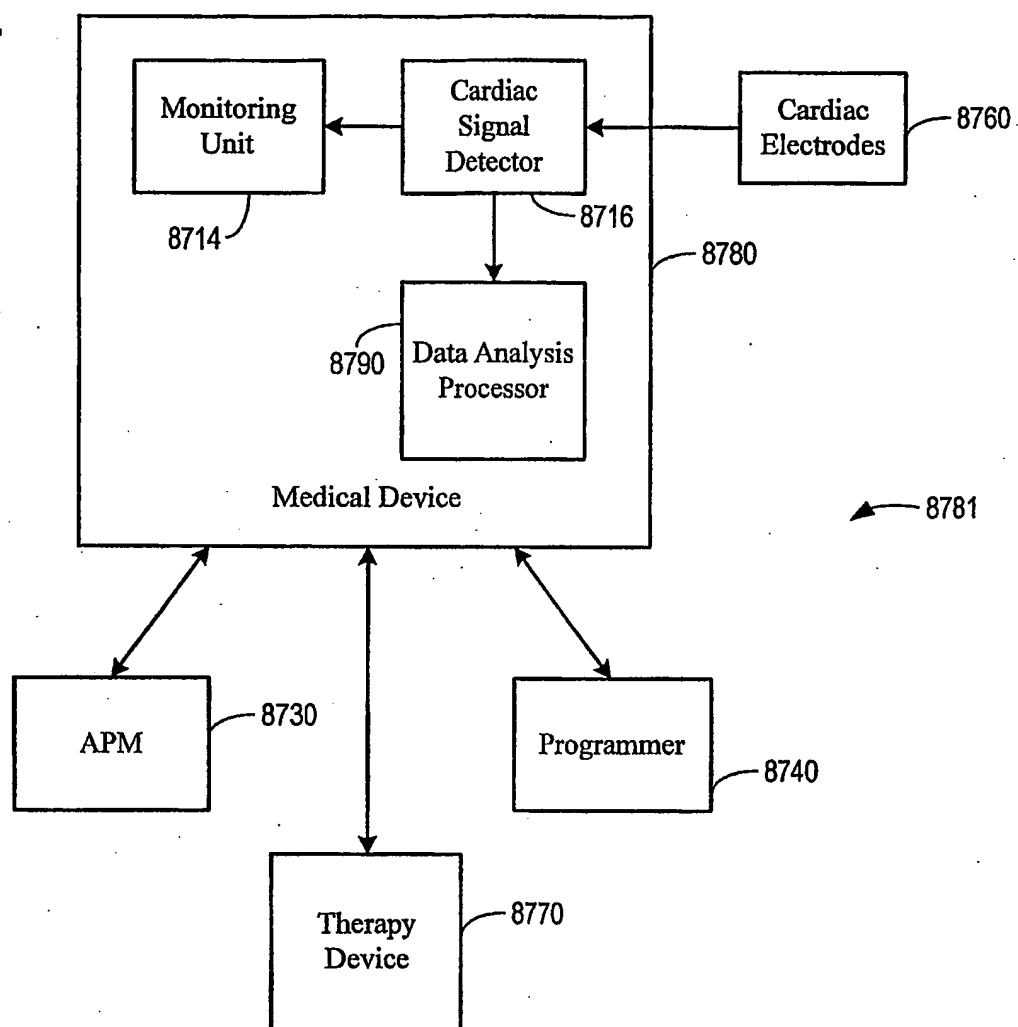 Monitoring
Unit
8714
Cardiac
Signal
Detector
8716
Cardiac
Electrodes
8760
8780
8790
Data Analysis
Processor
Medical Device
8781
APM
8730
Programmer
8740
Therapy
Device
8770